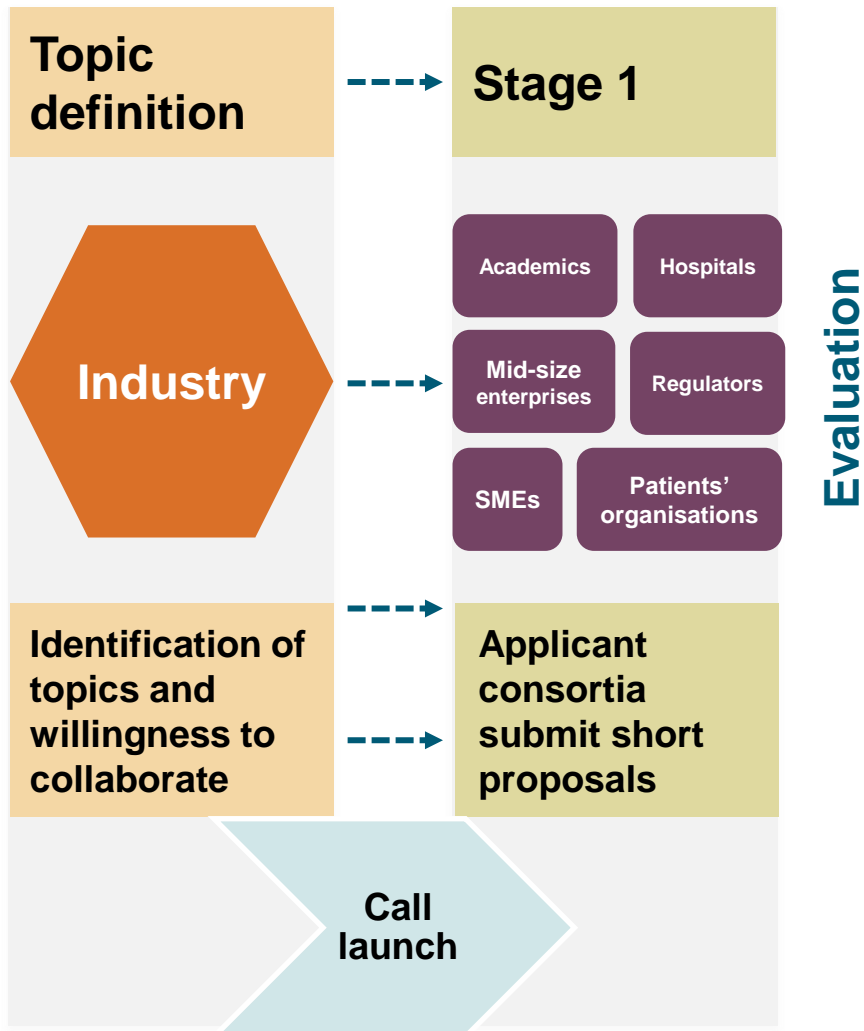 Topic
definition
Stage 1
Industry
Academics
Hospitals
Mid-size
enterprises
Regulators
SMEs
Patients’
organisations
Evaluation
Identification of
topics and
willingness to
collaborate
Applicant
consortia
submit short
proposals
Call
launch